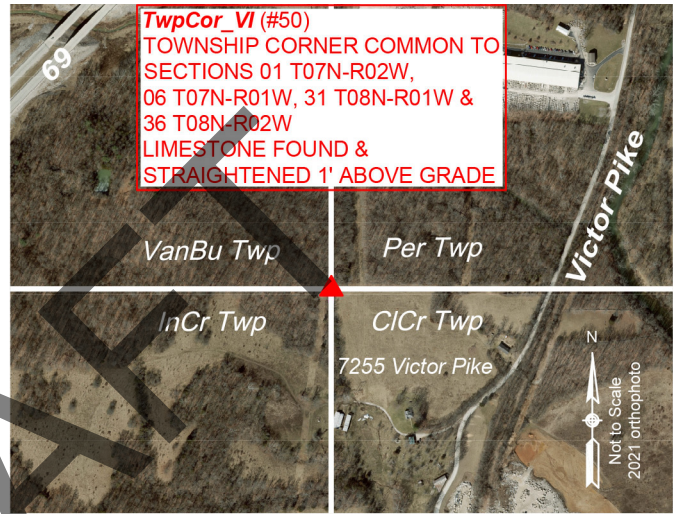 TwpCor_VI (#50)
TOWNSHIP CORNER COMMON TO
SECTIONS 01 T07N-R02W,
06 T07N-R01W, 31 T08N-R01W &
36 T08N-R02W
LIMESTONE FOUND &
STRAIGHTENED 1' ABOVE GRADE
69
Victor Pike
VanBu Twp
Per Twp
InCr Twp
ClCr Twp
7255 Victor Pike
N
Not to Scale
2021 orthophoto
AFT